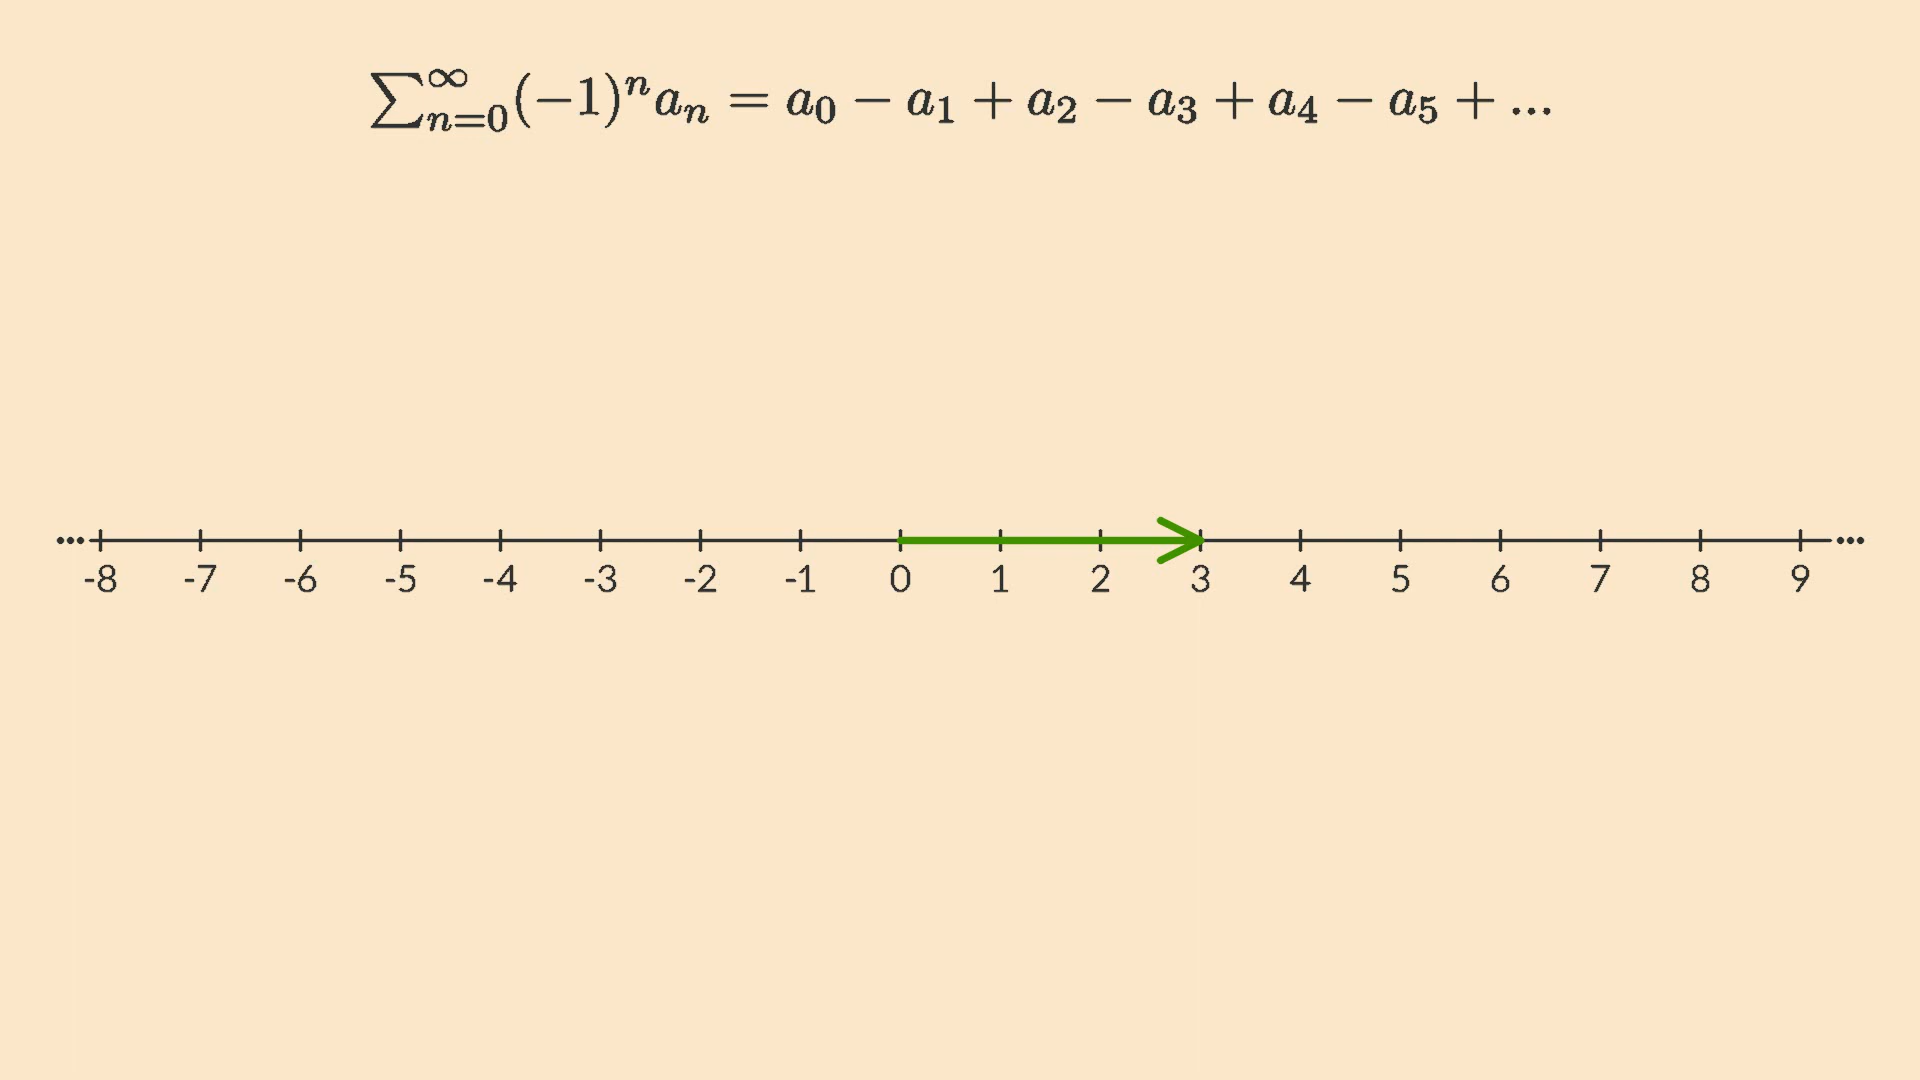 ∑_{n=0}^{∞}(−1)^n a_n = a_0 − a_1 + a_2 − a_3 + a_4 − a_5 + ...
... -8 -7 -6 -5 -4 -3 -2 -1 0 1 2 3 4 5 6 7 8 9 ...